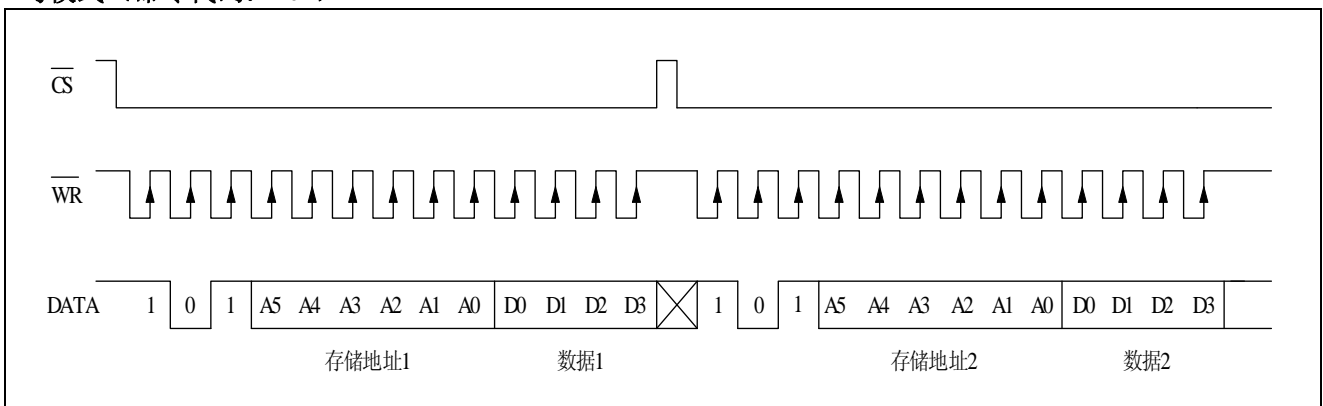 CS
WR
DATA 1 0 1 A5 A4 A3 A2 A1 A0 D0 D1 D2 D3 1 0 1 A5 A4 A3 A2 A1 A0 D0 D1 D2 D3
存储地址1 数据1 存储地址2 数据2